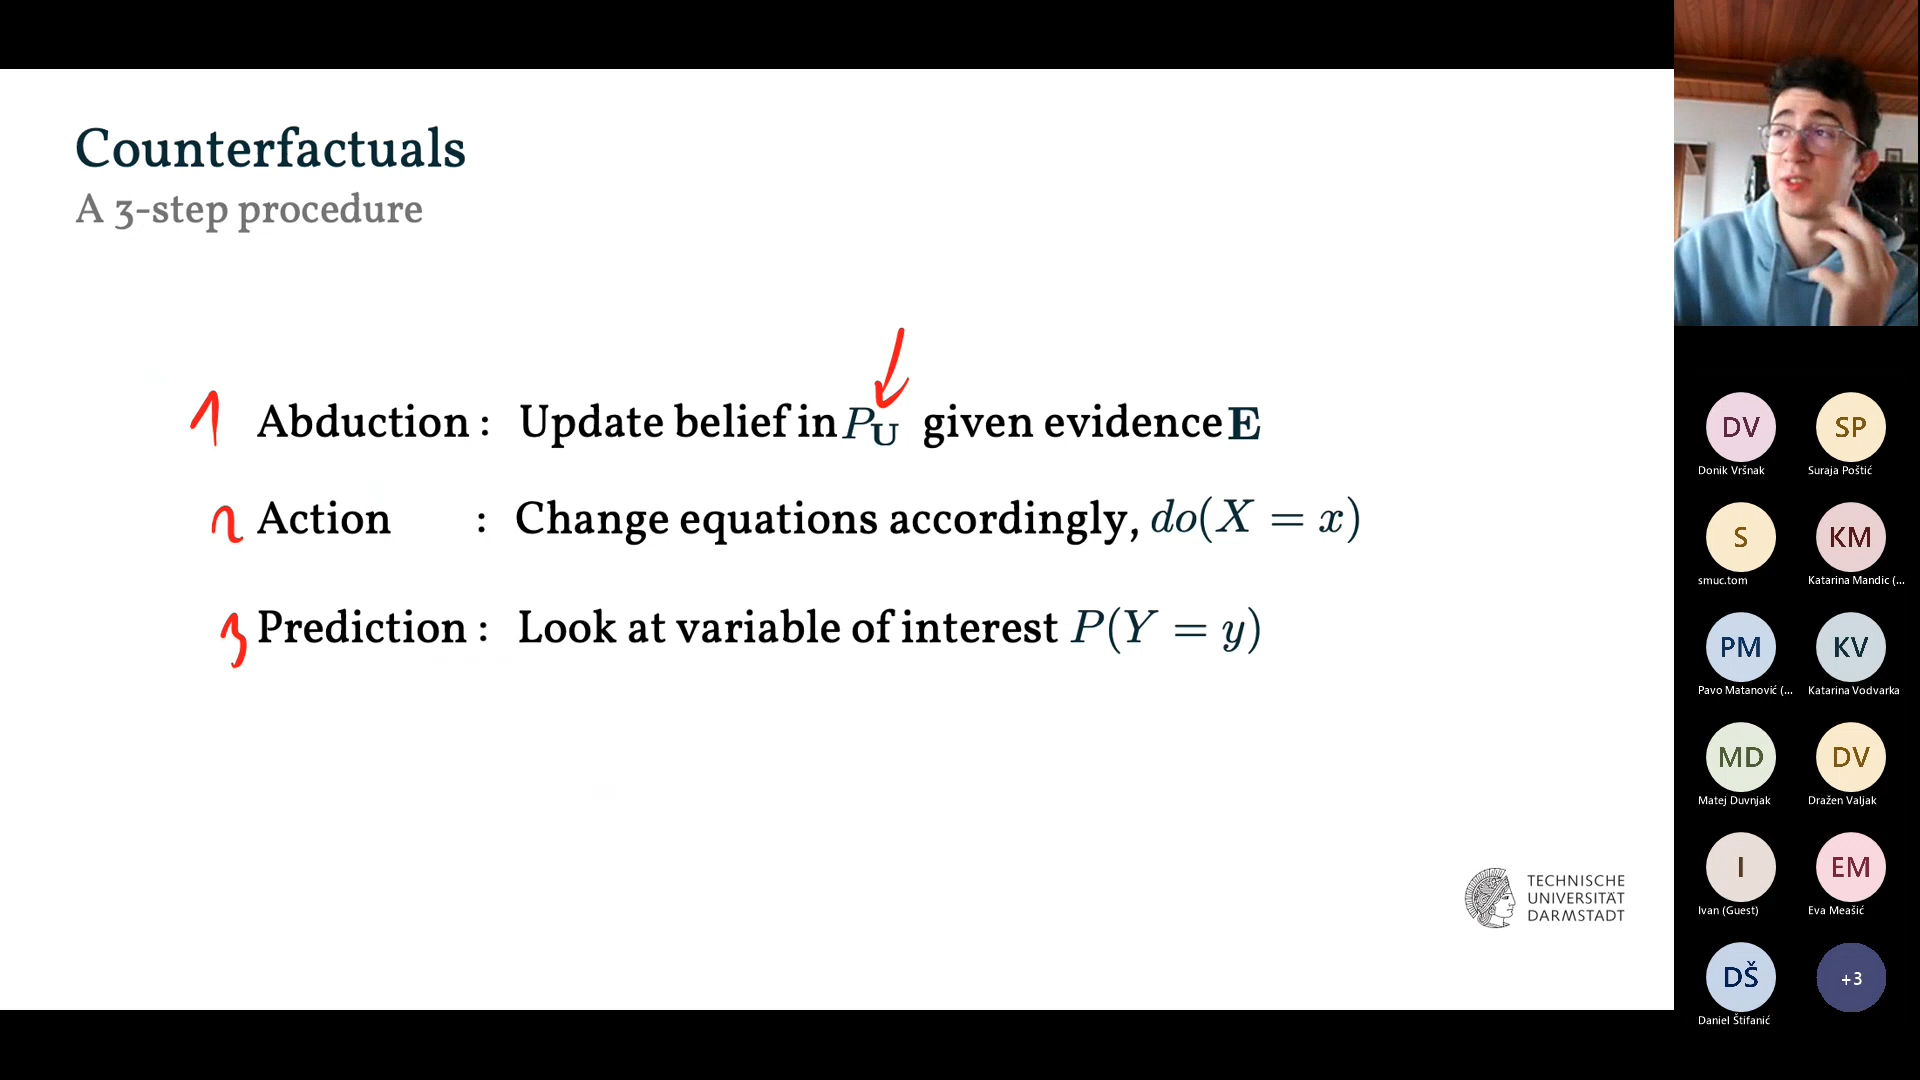 Counterfactuals
A 3-step procedure
1 Abduction : Update belief in P_U given evidence E
2 Action : Change equations accordingly, do(X = x)
3 Prediction : Look at variable of interest P(Y = y)
TECHNISCHE
UNIVERSITÄT
DARMSTADT
DV SP
Donik Vršnak Suraja Poštić
S KM
smuc.tom Katarina Mandic (...
PM KV
Pavo Matanović (... Katarina Vodvarka
MD DV
Matej Duvnjak Dražen Valjak
I EM
Ivan (Guest) Eva Meašić
DŠ +3
Daniel Štifanić